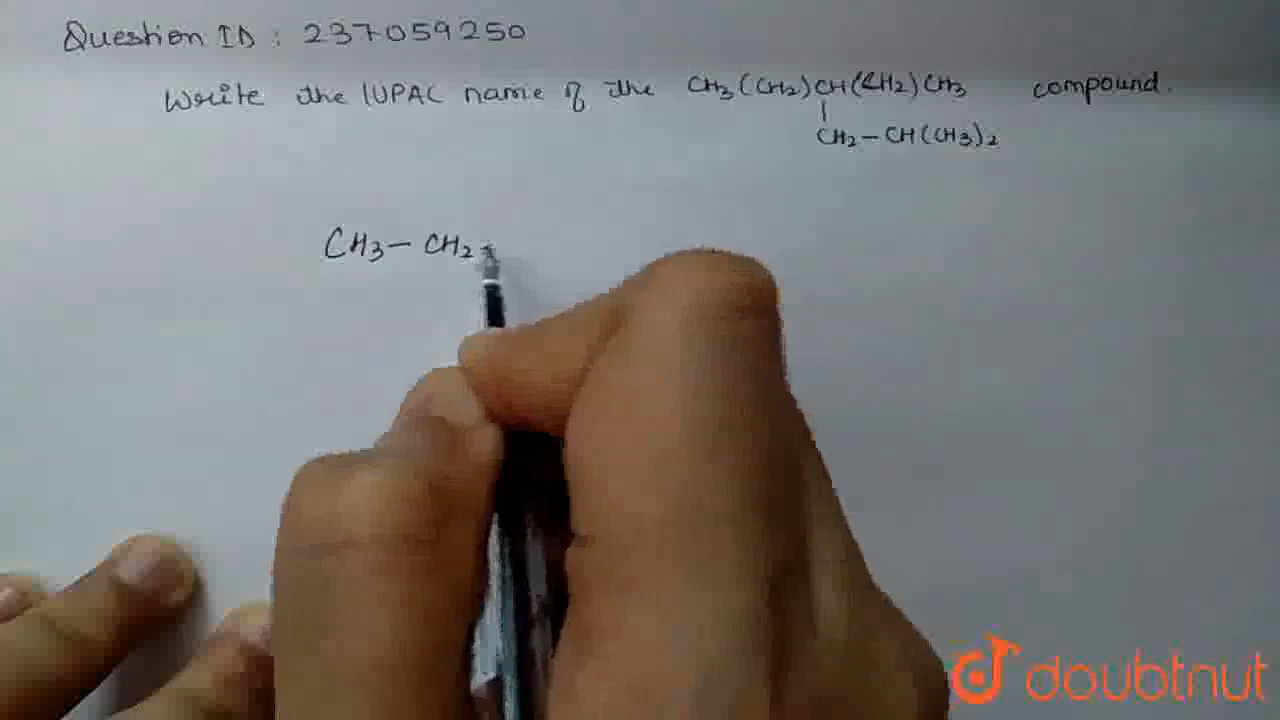 Question ID : 237059250
Write the IUPAC name of the CH3(CH2)CH(CH2)CH3 compound.
|
CH2-CH(CH3)2
CH3- CH2-
doubtnut